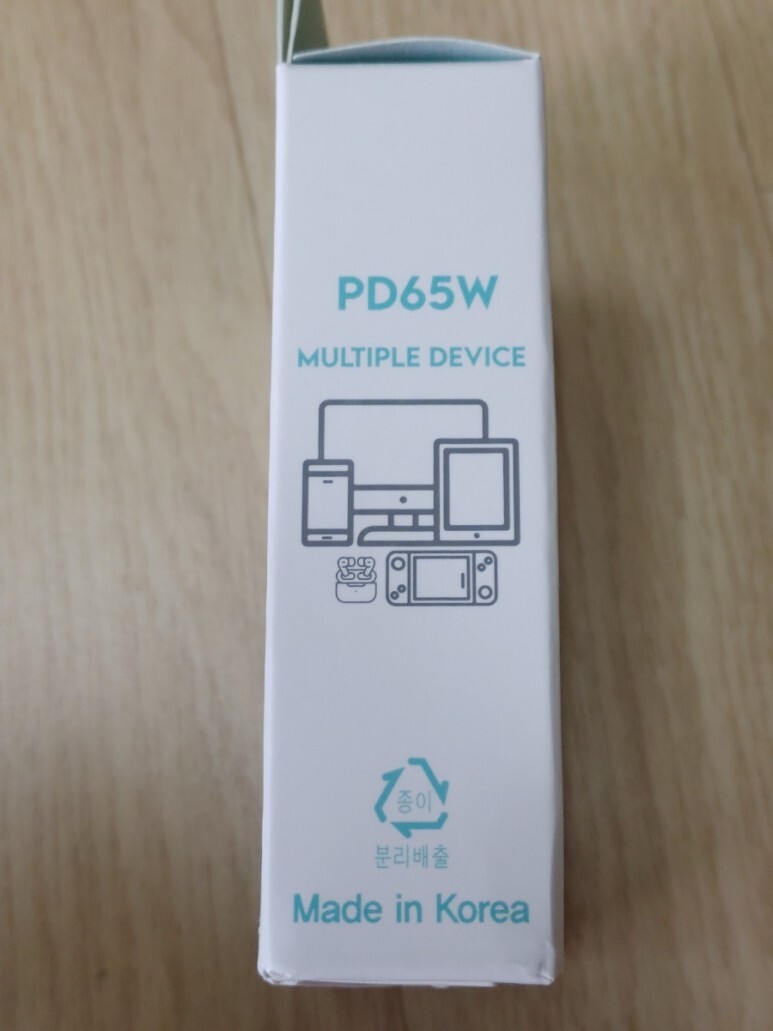 PD65W
MULTIPLE DEVICE
종이
분리배출
Made in Korea